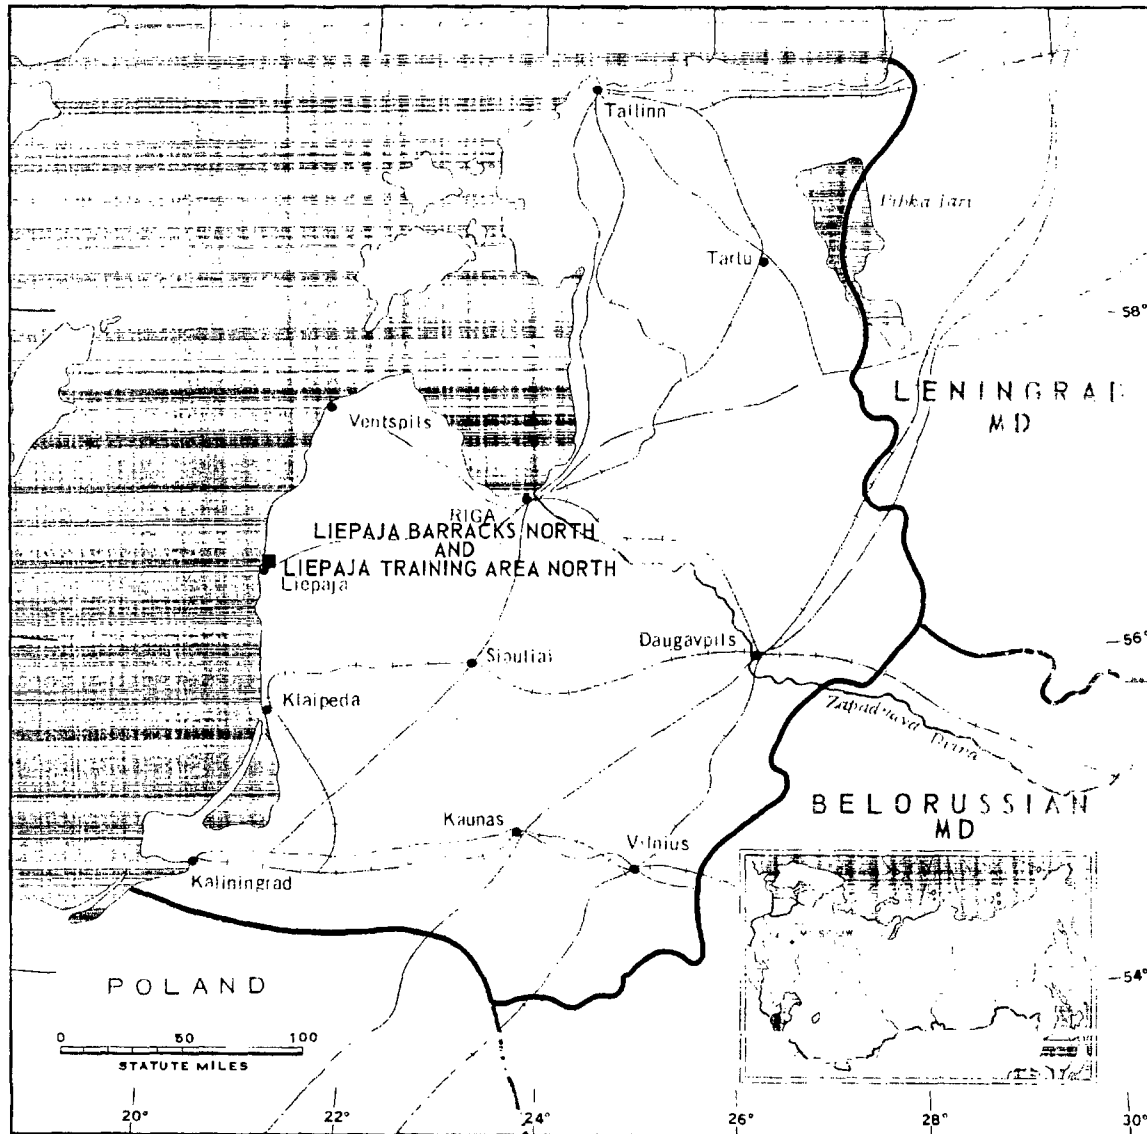 Tallinn
Tartu
58°
LENINGRAD
MD
Ventspils
RIGA
LIEPAJA BARRACKS NORTH
AND
LIEPAJA TRAINING AREA NORTH
Liepaja
Daugavpils
56°
Siauliai
Klaipeda
Zapadnaya Dvina
BELORUSSIAN
MD
Kaunas
Vilnius
Kaliningrad
MOSCOW
POLAND
54°
0 50 100
STATUTE MILES
20° 22° 24° 26° 28° 30°